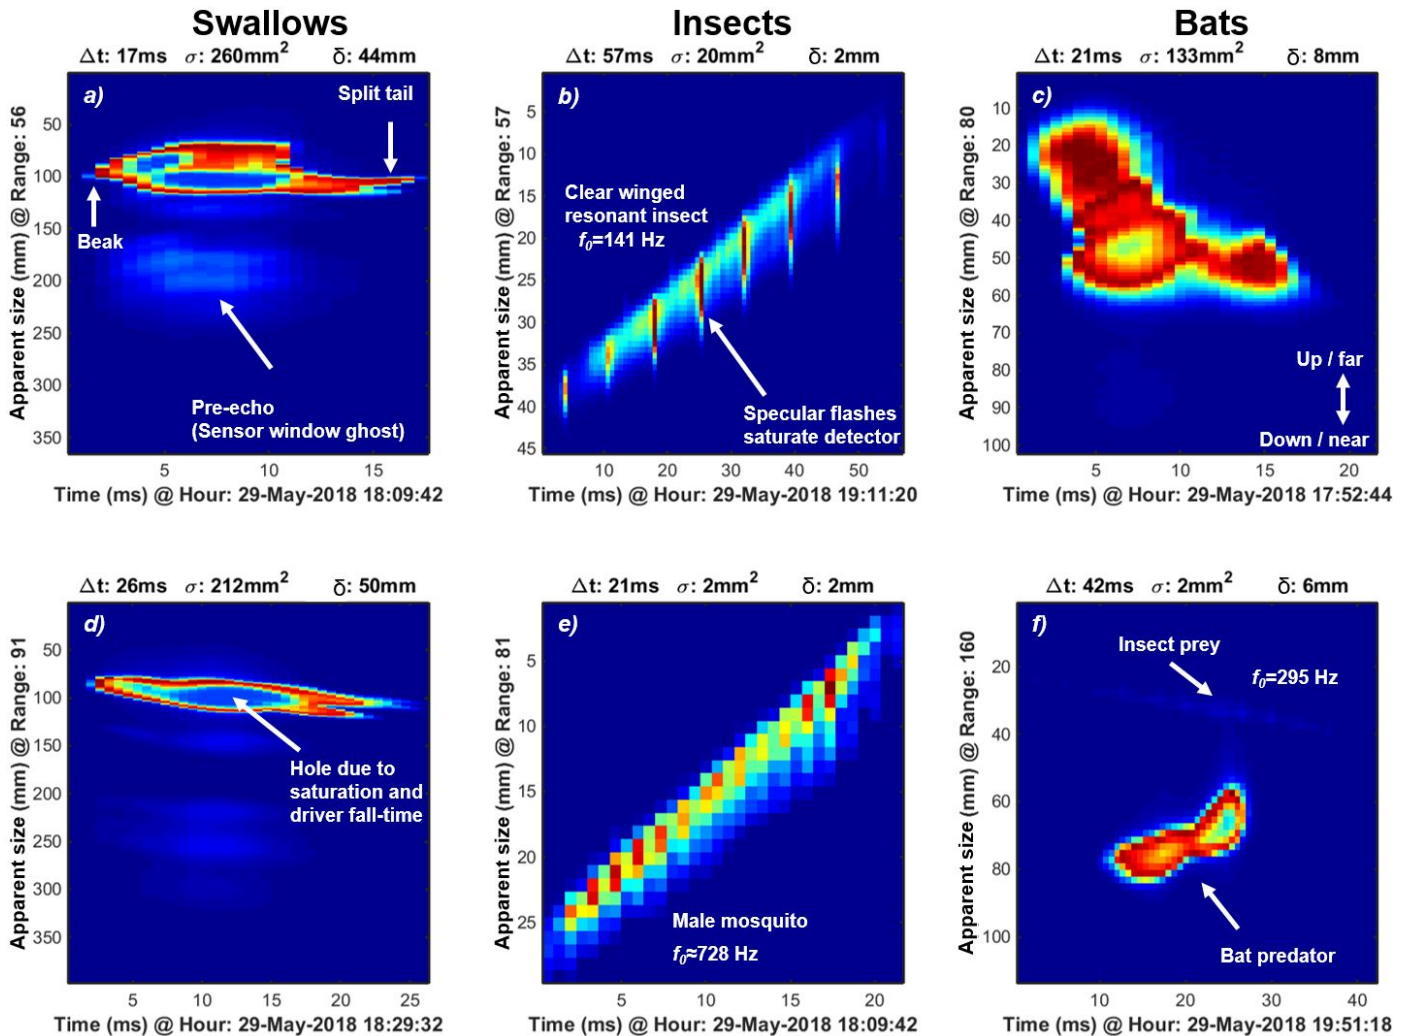 Swallows
Insects
Bats
Δt: 17ms σ: 260mm² δ: 44mm
a)
Split tail
Beak
Pre-echo
(Sensor window ghost)
Apparent size (mm) @ Range: 56
50
100
150
200
250
300
350
5
10
15
Time (ms) @ Hour: 29-May-2018 18:09:42
Δt: 57ms σ: 20mm² δ: 2mm
b)
Clear winged
resonant insect
f₀=141 Hz
Specular flashes
saturate detector
Apparent size (mm) @ Range: 57
5
10
15
20
25
30
35
40
45
10
20
30
40
50
Time (ms) @ Hour: 29-May-2018 19:11:20
Δt: 21ms σ: 133mm² δ: 8mm
c)
Up / far
Down / near
Apparent size (mm) @ Range: 80
10
20
30
40
50
60
70
80
90
100
5
10
15
20
Time (ms) @ Hour: 29-May-2018 17:52:44
Δt: 26ms σ: 212mm² δ: 50mm
d)
Hole due to
saturation and
driver fall-time
Apparent size (mm) @ Range: 91
50
100
150
200
250
300
350
5
10
15
20
25
Time (ms) @ Hour: 29-May-2018 18:29:32
Δt: 21ms σ: 2mm² δ: 2mm
e)
Male mosquito
f₀≈728 Hz
Apparent size (mm) @ Range: 81
5
10
15
20
25
5
10
15
20
Time (ms) @ Hour: 29-May-2018 18:09:42
Δt: 42ms σ: 2mm² δ: 6mm
f)
Insect prey
f₀=295 Hz
Bat predator
Apparent size (mm) @ Range: 160
20
40
60
80
100
10
20
30
40
Time (ms) @ Hour: 29-May-2018 19:51:18